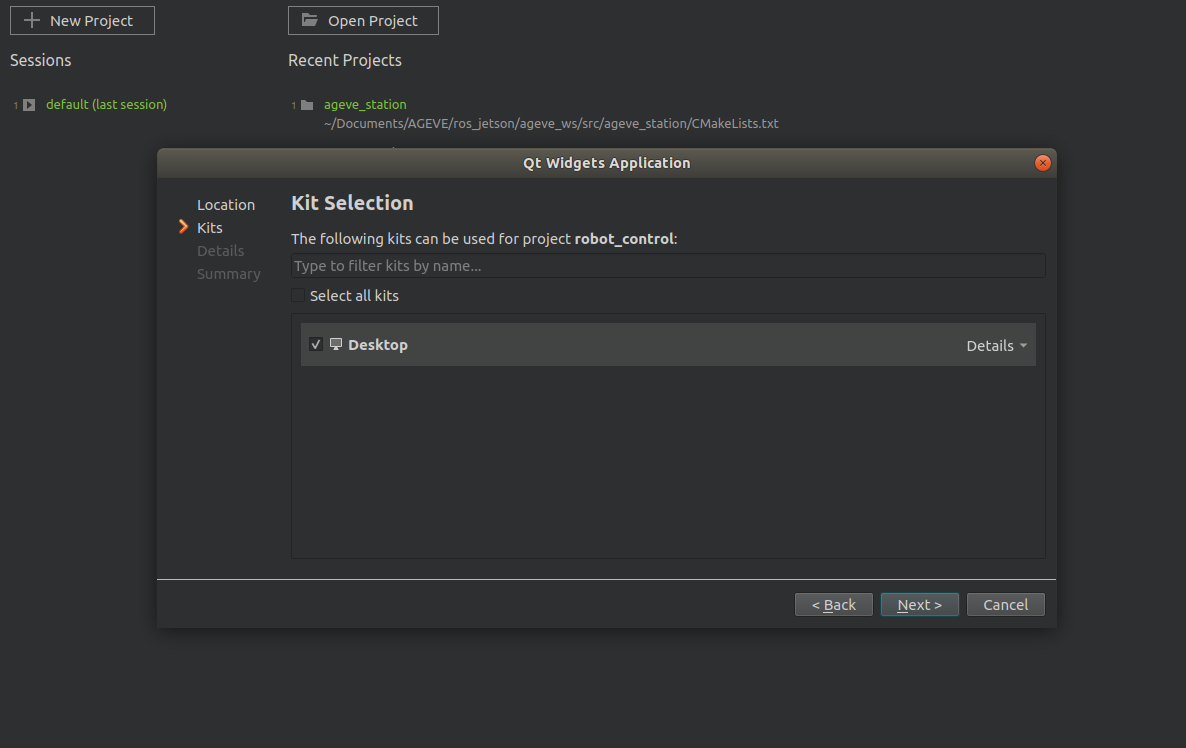 New Project
Open Project
Sessions
Recent Projects
1 default (last session)
1 ageve_station
~/Documents/AGEVE/ros_jetson/ageve_ws/src/ageve_station/CMakeLists.txt
Qt Widgets Application
Location
Kits
Details
Summary
Kit Selection
The following kits can be used for project robot_control:
Type to filter kits by name...
Select all kits
Desktop
Details
< Back
Next >
Cancel